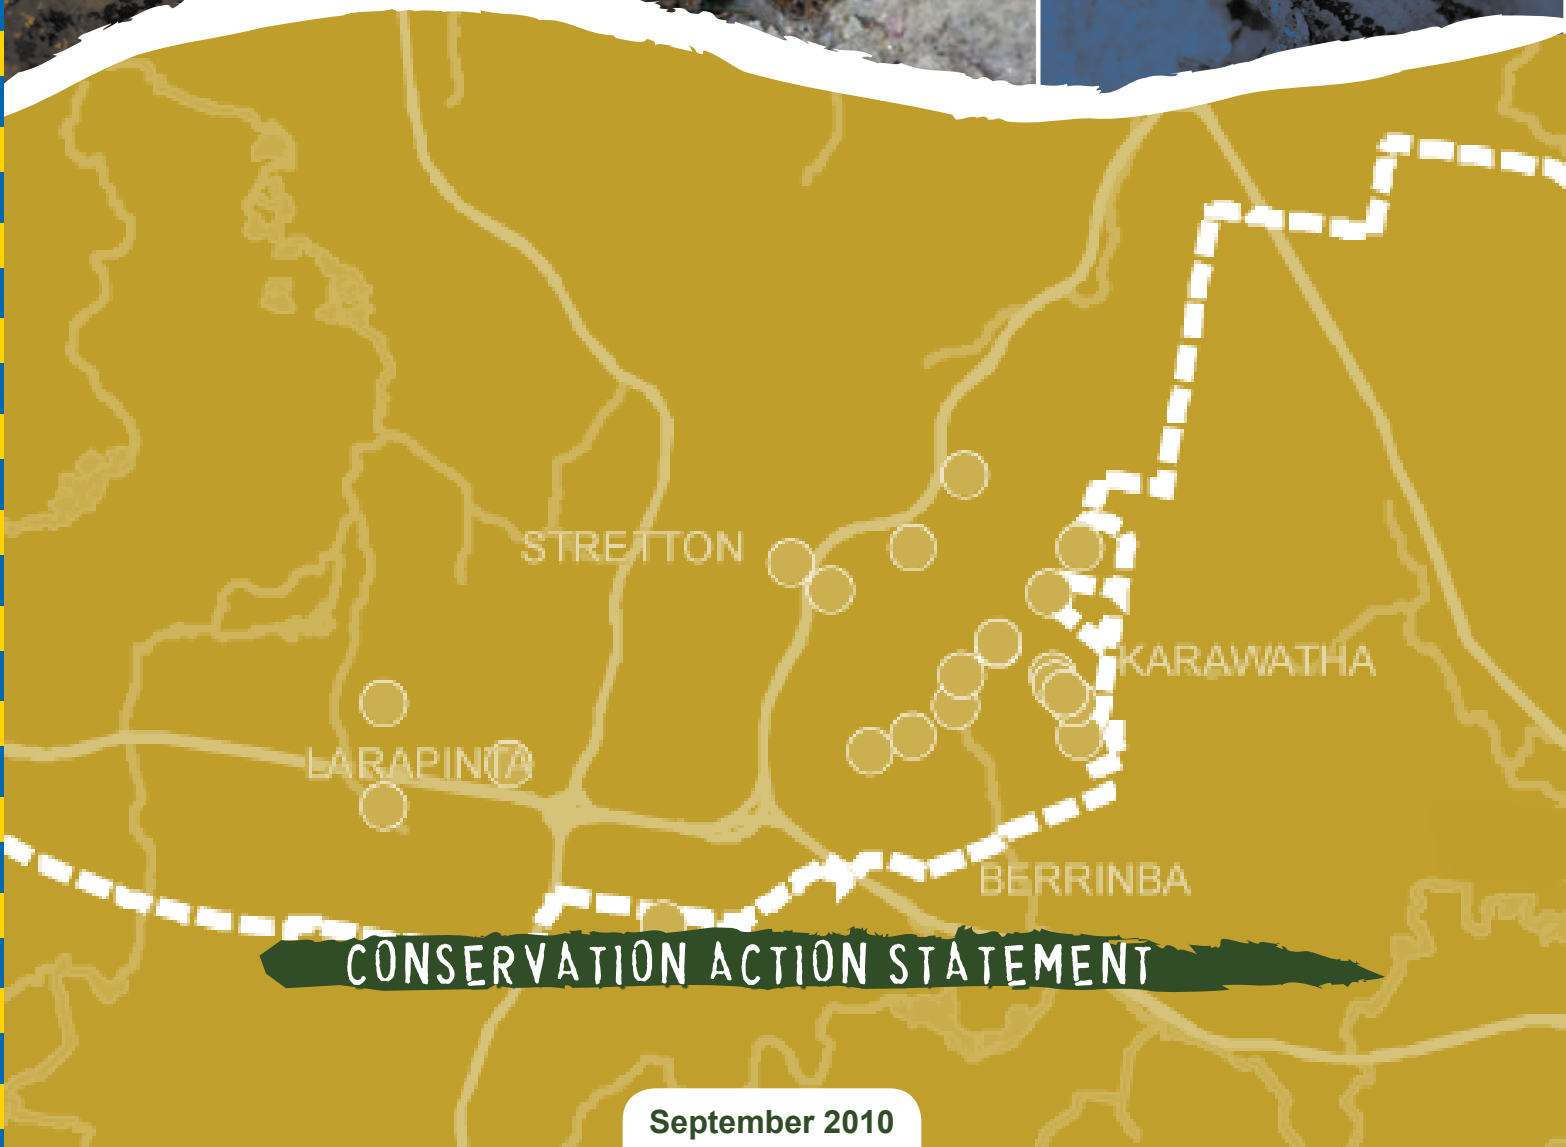 STRETTON
KARAWATHA
LARAPINTA
BERRINBA
CONSERVATION ACTION STATEMENT
September 2010